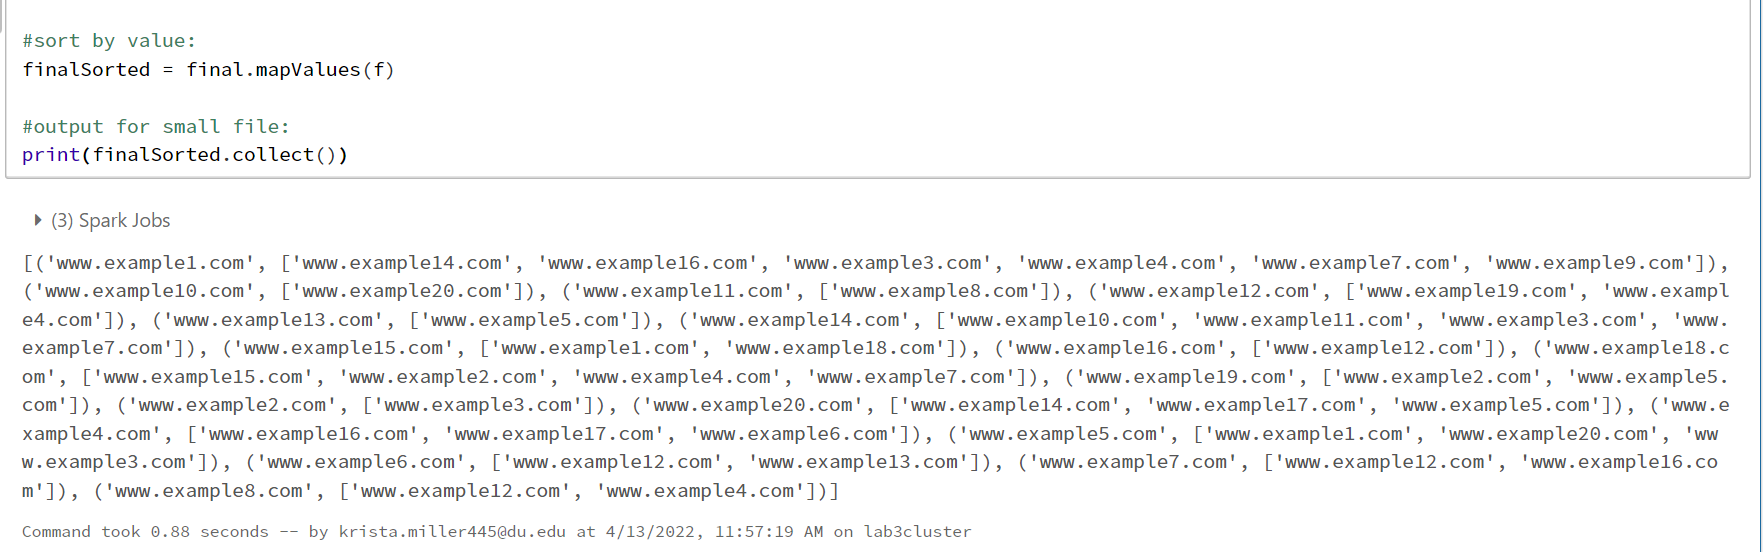 #sort by value:
finalSorted = final.mapValues(f)
#output for small file:
print(finalSorted.collect())
(3) Spark Jobs
[('www.example1.com', ['www.example14.com', 'www.example16.com', 'www.example3.com', 'www.example4.com', 'www.example7.com', 'www.example9.com']),
('www.example10.com', ['www.example20.com']), ('www.example11.com', ['www.example8.com']), ('www.example12.com', ['www.example19.com', 'www.exampl
e4.com']), ('www.example13.com', ['www.example5.com']), ('www.example14.com', ['www.example10.com', 'www.example11.com', 'www.example3.com', 'www.
example7.com']), ('www.example15.com', ['www.example1.com', 'www.example18.com']), ('www.example16.com', ['www.example12.com']), ('www.example18.c
om', ['www.example15.com', 'www.example2.com', 'www.example4.com', 'www.example7.com']), ('www.example19.com', ['www.example2.com', 'www.example5.
com']), ('www.example2.com', ['www.example3.com']), ('www.example20.com', ['www.example14.com', 'www.example17.com', 'www.example5.com']), ('www.e
xample4.com', ['www.example16.com', 'www.example17.com', 'www.example6.com']), ('www.example5.com', ['www.example1.com', 'www.example20.com', 'ww
w.example3.com']), ('www.example6.com', ['www.example12.com', 'www.example13.com']), ('www.example7.com', ['www.example12.com', 'www.example16.co
m']), ('www.example8.com', ['www.example12.com', 'www.example4.com'])]
Command took 0.88 seconds -- by krista.miller445@du.edu at 4/13/2022, 11:57:19 AM on lab3cluster